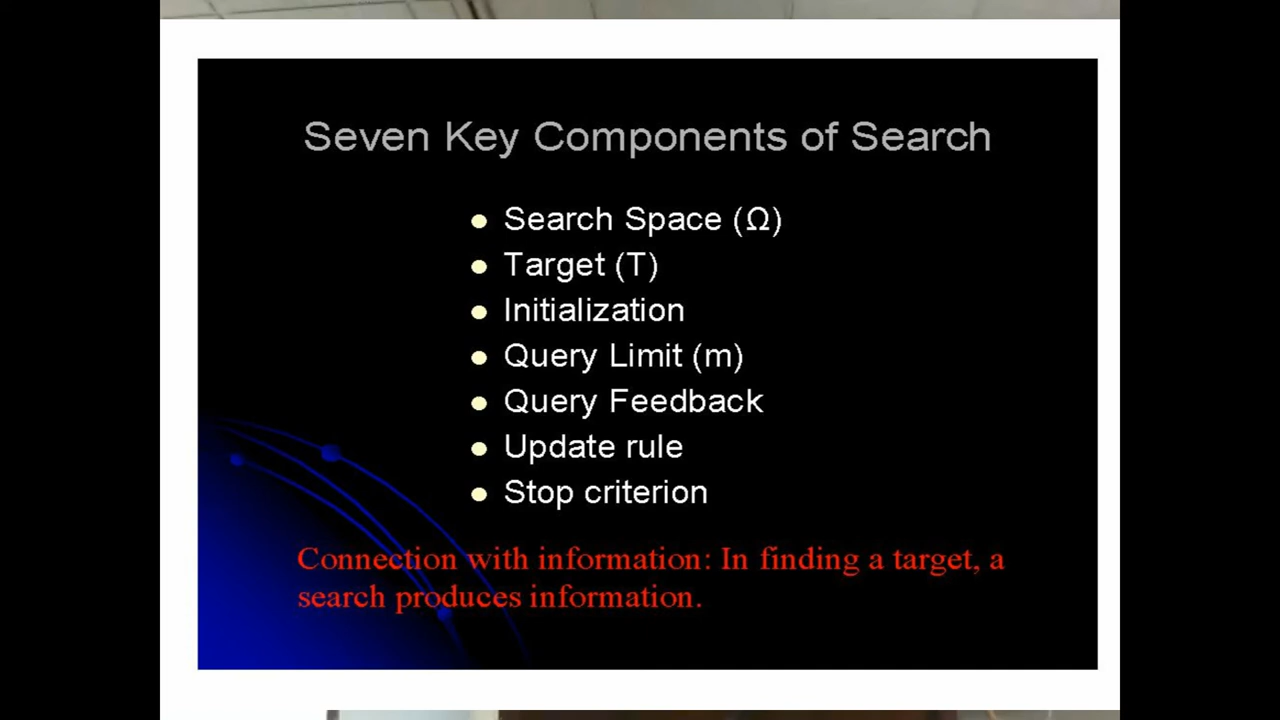 Seven Key Components of Search
Search Space (Ω)
Target (T)
Initialization
Query Limit (m)
Query Feedback
Update rule
Stop criterion
Connection with information: In finding a target, a
search produces information.